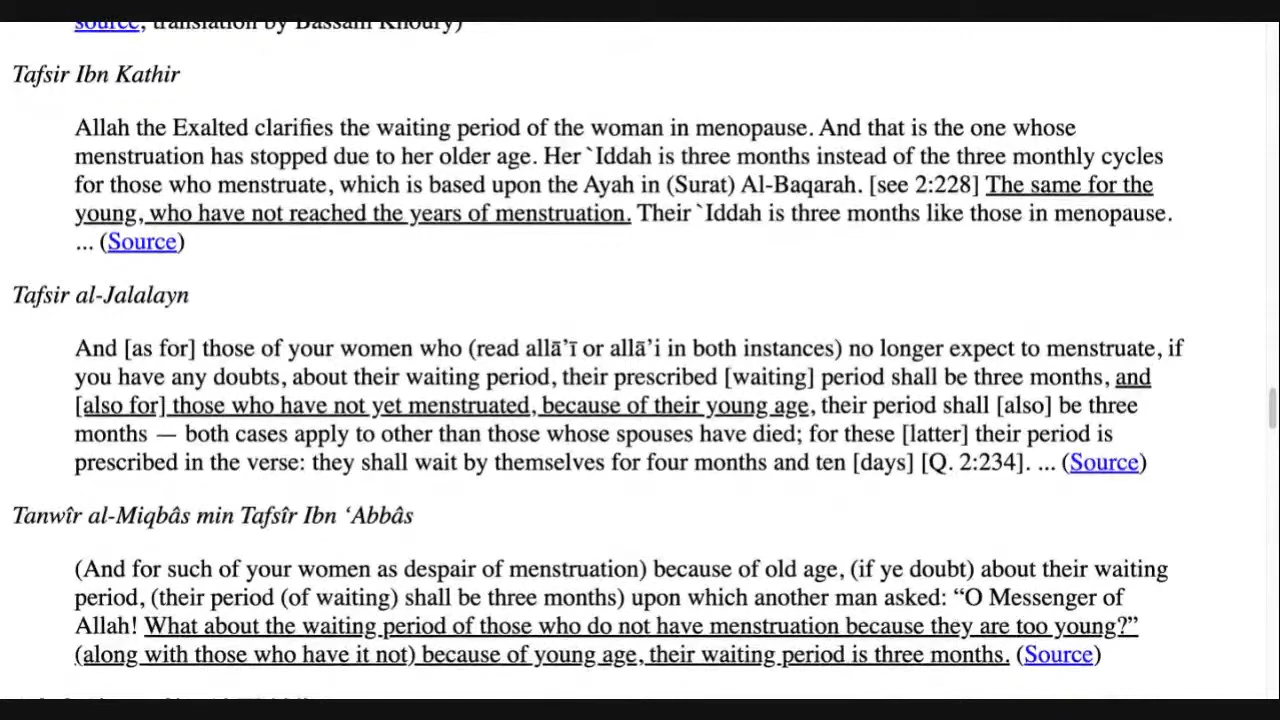 source, translation by Bassam Khoury)
Tafsir Ibn Kathir
Allah the Exalted clarifies the waiting period of the woman in menopause. And that is the one whose
menstruation has stopped due to her older age. Her `Iddah is three months instead of the three monthly cycles
for those who menstruate, which is based upon the Ayah in (Surat) Al-Baqarah. [see 2:228] The same for the
young, who have not reached the years of menstruation. Their `Iddah is three months like those in menopause.
... (Source)
Tafsir al-Jalalayn
And [as for] those of your women who (read allā’ī or allā’i in both instances) no longer expect to menstruate, if
you have any doubts, about their waiting period, their prescribed [waiting] period shall be three months, and
[also for] those who have not yet menstruated, because of their young age, their period shall [also] be three
months — both cases apply to other than those whose spouses have died; for these [latter] their period is
prescribed in the verse: they shall wait by themselves for four months and ten [days] [Q. 2:234]. ... (Source)
Tanwîr al-Miqbâs min Tafsîr Ibn ‘Abbâs
(And for such of your women as despair of menstruation) because of old age, (if ye doubt) about their waiting
period, (their period (of waiting) shall be three months) upon which another man asked: “O Messenger of
Allah! What about the waiting period of those who do not have menstruation because they are too young?”
(along with those who have it not) because of young age, their waiting period is three months. (Source)